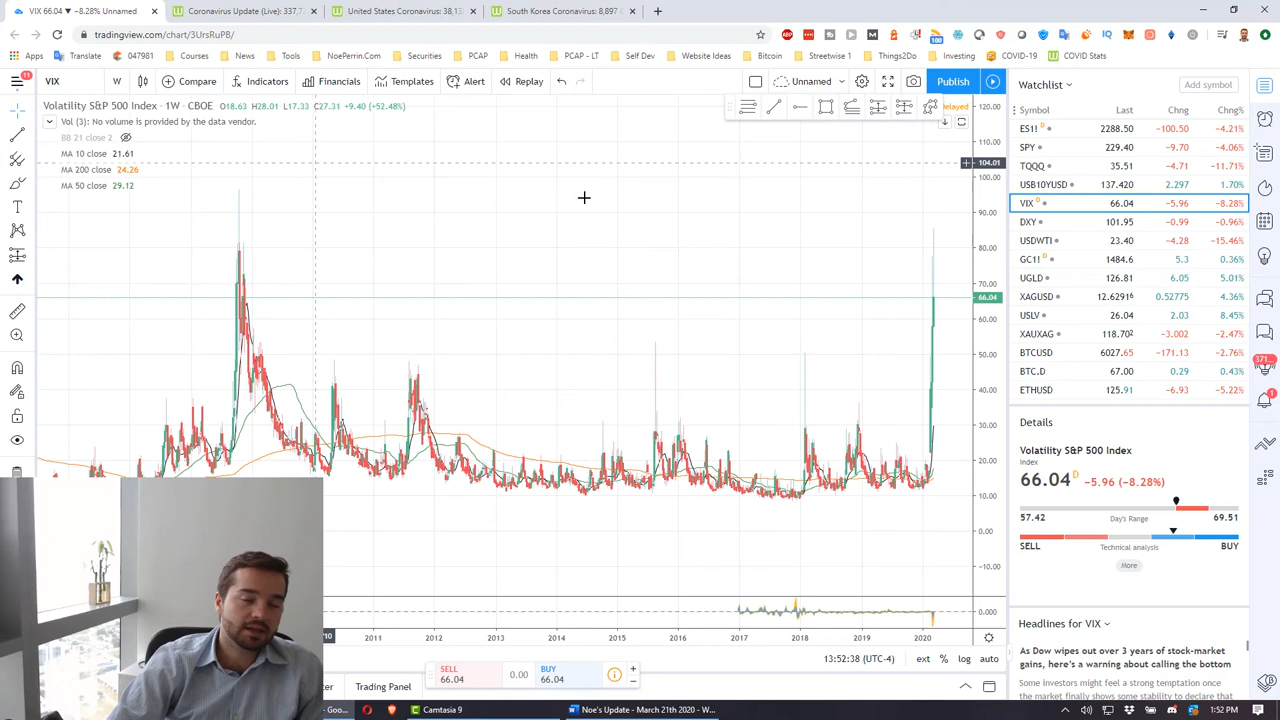 VIX 66.04 ▼ −8.28% Unnamed
Coronavirus Update (Live): 337,7
United States Coronavirus: 38,13
South Korea Coronavirus: 8,897 C
tradingview.com/chart/3UrsRuPB/
Apps Translate 047981 Courses News Tools NoePerrin.Com Securities PCAP Health PCAP - LT Self Dev Website Ideas Bitcoin Streetwise 1 Things2Do Investing COVID-19 COVID Stats
VIX W Compare Indicators Financials Templates Alert Replay Unnamed Publish
Volatility S&P 500 Index · 1W · CBOE O18.63 H28.01 L17.33 C27.31 +9.40 (+52.48%)
Delayed
Vol (3): No volume is provided by the data vendor.
BB 21 close 2
MA 10 close 21.61
MA 200 close 24.26
MA 50 close 29.12
120.00
110.00
104.01
100.00
90.00
80.00
70.00
66.04
60.00
50.00
40.00
30.00
20.00
10.00
0.00
−10.00
0.000
/10 2011 2012 2013 2014 2015 2016 2017 2018 2019 2020
13:52:38 (UTC-4) ext % log auto
SELL
66.04
0.00
BUY
66.04
Trading Panel
Watchlist Add symbol
Symbol Last Chng Chng%
ES1! D 2288.50 −100.50 −4.21%
SPY 229.40 −9.70 −4.06%
TQQQ 35.51 −4.71 −11.71%
USB10YUSD 137.420 2.297 1.70%
VIX D 66.04 −5.96 −8.28%
DXY 101.95 −0.99 −0.96%
USDWTI 23.40 −4.28 −15.46%
GC1! D 1484.6 5.3 0.36%
UGLD 126.81 6.05 5.01%
XAGUSD 12.62916 0.52775 4.36%
USLV 26.04 2.03 8.45%
XAUXAG 118.702 −3.002 −2.47%
BTCUSD 6027.65 −171.13 −2.76%
BTC.D 67.00 0.29 0.43%
ETHUSD 125.91 −6.93 −5.22%
Details
Volatility S&P 500 Index
Index
66.04 D −5.96 (−8.28%)
57.42 Day's Range 69.51
SELL Technical analysis BUY
More
Headlines for VIX
As Dow wipes out over 3 years of stock-market
gains, here's a warning about calling the bottom
Some investors might feel a strong temptation once
the market finally shows some stability to declare that
Camtasia 9
Noe's Update - March 21th 2020 - W...
1:52 PM